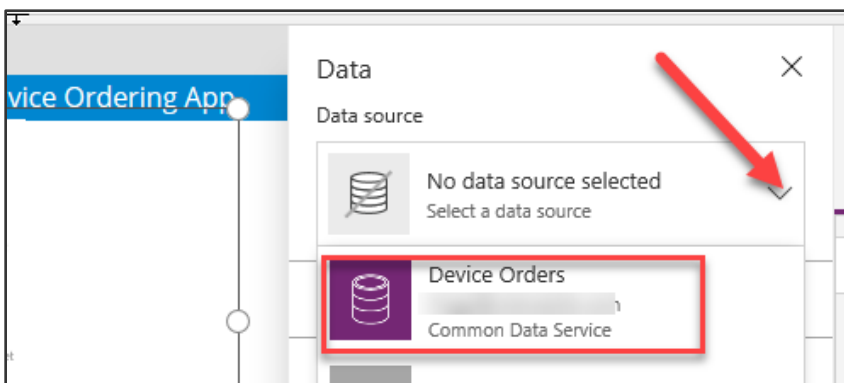 vice Ordering App
Data
Data source
No data source selected
Select a data source
Device Orders
Common Data Service